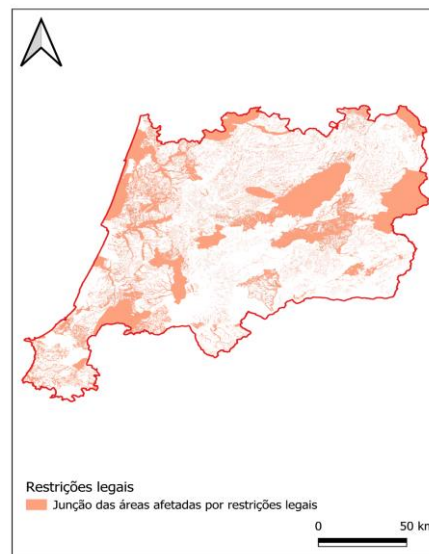 Restrições legais
Junção das áreas afetadas por restrições legais
0 50 km